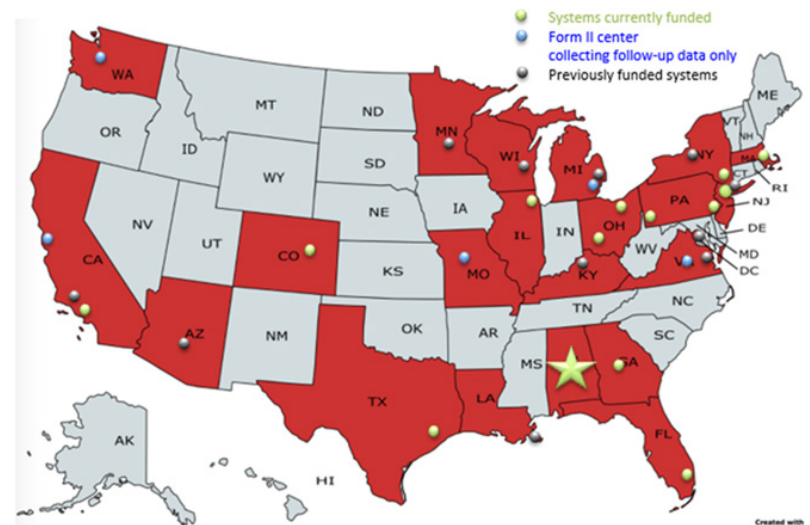 Systems currently funded
Form II center
collecting follow-up data only
Previously funded systems
WA
MT
ND
MN
ME
OR
ID
SD
WI
MI
VT
NH
NY
MA
CT
RI
WY
NE
IA
PA
NJ
NV
UT
CO
KS
MO
IL
IN
OH
WV
DE
MD
DC
CA
KY
AZ
NM
OK
AR
TN
NC
SC
MS
TX
LA
FL
AK
HI
Created with